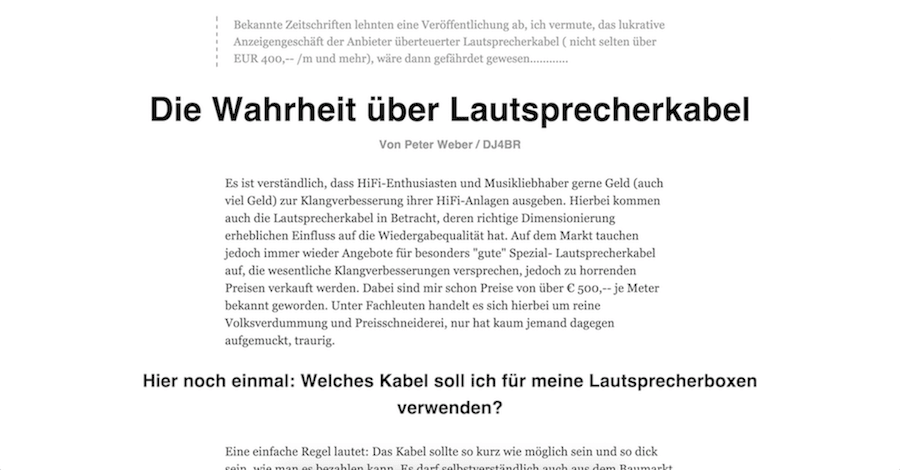 Bekannte Zeitschriften lehnten eine Veröffentlichung ab, ich vermute, das lukrative
Anzeigengeschäft der Anbieter überteuerter Lautsprecherkabel ( nicht selten über
EUR 400,-- /m und mehr), wäre dann gefährdet gewesen............
Die Wahrheit über Lautsprecherkabel
Von Peter Weber / DJ4BR
Es ist verständlich, dass HiFi-Enthusiasten und Musikliebhaber gerne Geld (auch
viel Geld) zur Klangverbesserung ihrer HiFi-Anlagen ausgeben. Hierbei kommen
auch die Lautsprecherkabel in Betracht, deren richtige Dimensionierung
erheblichen Einfluss auf die Wiedergabequalität hat. Auf dem Markt tauchen
jedoch immer wieder Angebote für besonders "gute" Spezial- Lautsprecherkabel
auf, die wesentliche Klangverbesserungen versprechen, jedoch zu horrenden
Preisen verkauft werden. Dabei sind mir schon Preise von über € 500,-- je Meter
bekannt geworden. Unter Fachleuten handelt es sich hierbei um reine
Volksverdummung und Preisschneiderei, nur hat kaum jemand dagegen
aufgemuckt, traurig.
Hier noch einmal: Welches Kabel soll ich für meine Lautsprecherboxen
verwenden?
Eine einfache Regel lautet: Das Kabel sollte so kurz wie möglich sein und so dick
sein, wie man es bezahlen kann. Es darf selbstverständlich auch aus dem Baumarkt